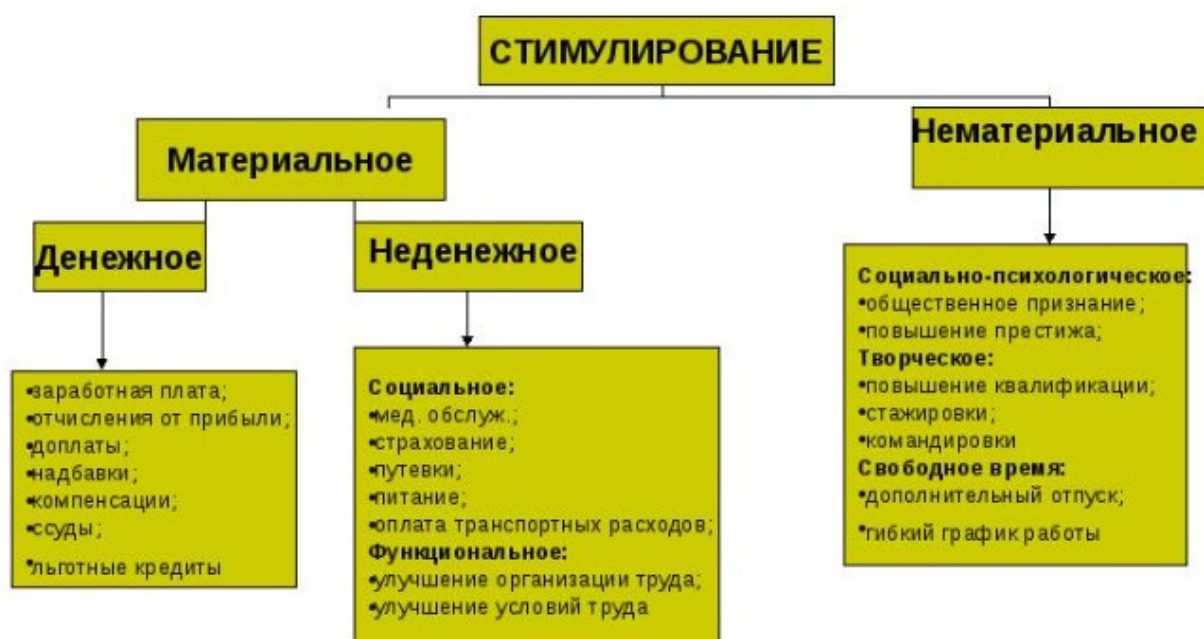 СТИМУЛИРОВАНИЕ
Материальное
Нематериальное
Денежное
Неденежное
•заработная плата;
•отчисления от прибыли;
•доплаты;
•надбавки;
•компенсации;
•ссуды;
•льготные кредиты
Социальное:
•мед. обслуж.;
•страхование;
•путевки;
•питание;
•оплата транспортных расходов;
Функциональное:
•улучшение организации труда;
•улучшение условий труда
Социально-психологическое:
•общественное признание;
•повышение престижа;
Творческое:
•повышение квалификации;
•стажировки;
•командировки
Свободное время:
•дополнительный отпуск;
•гибкий график работы